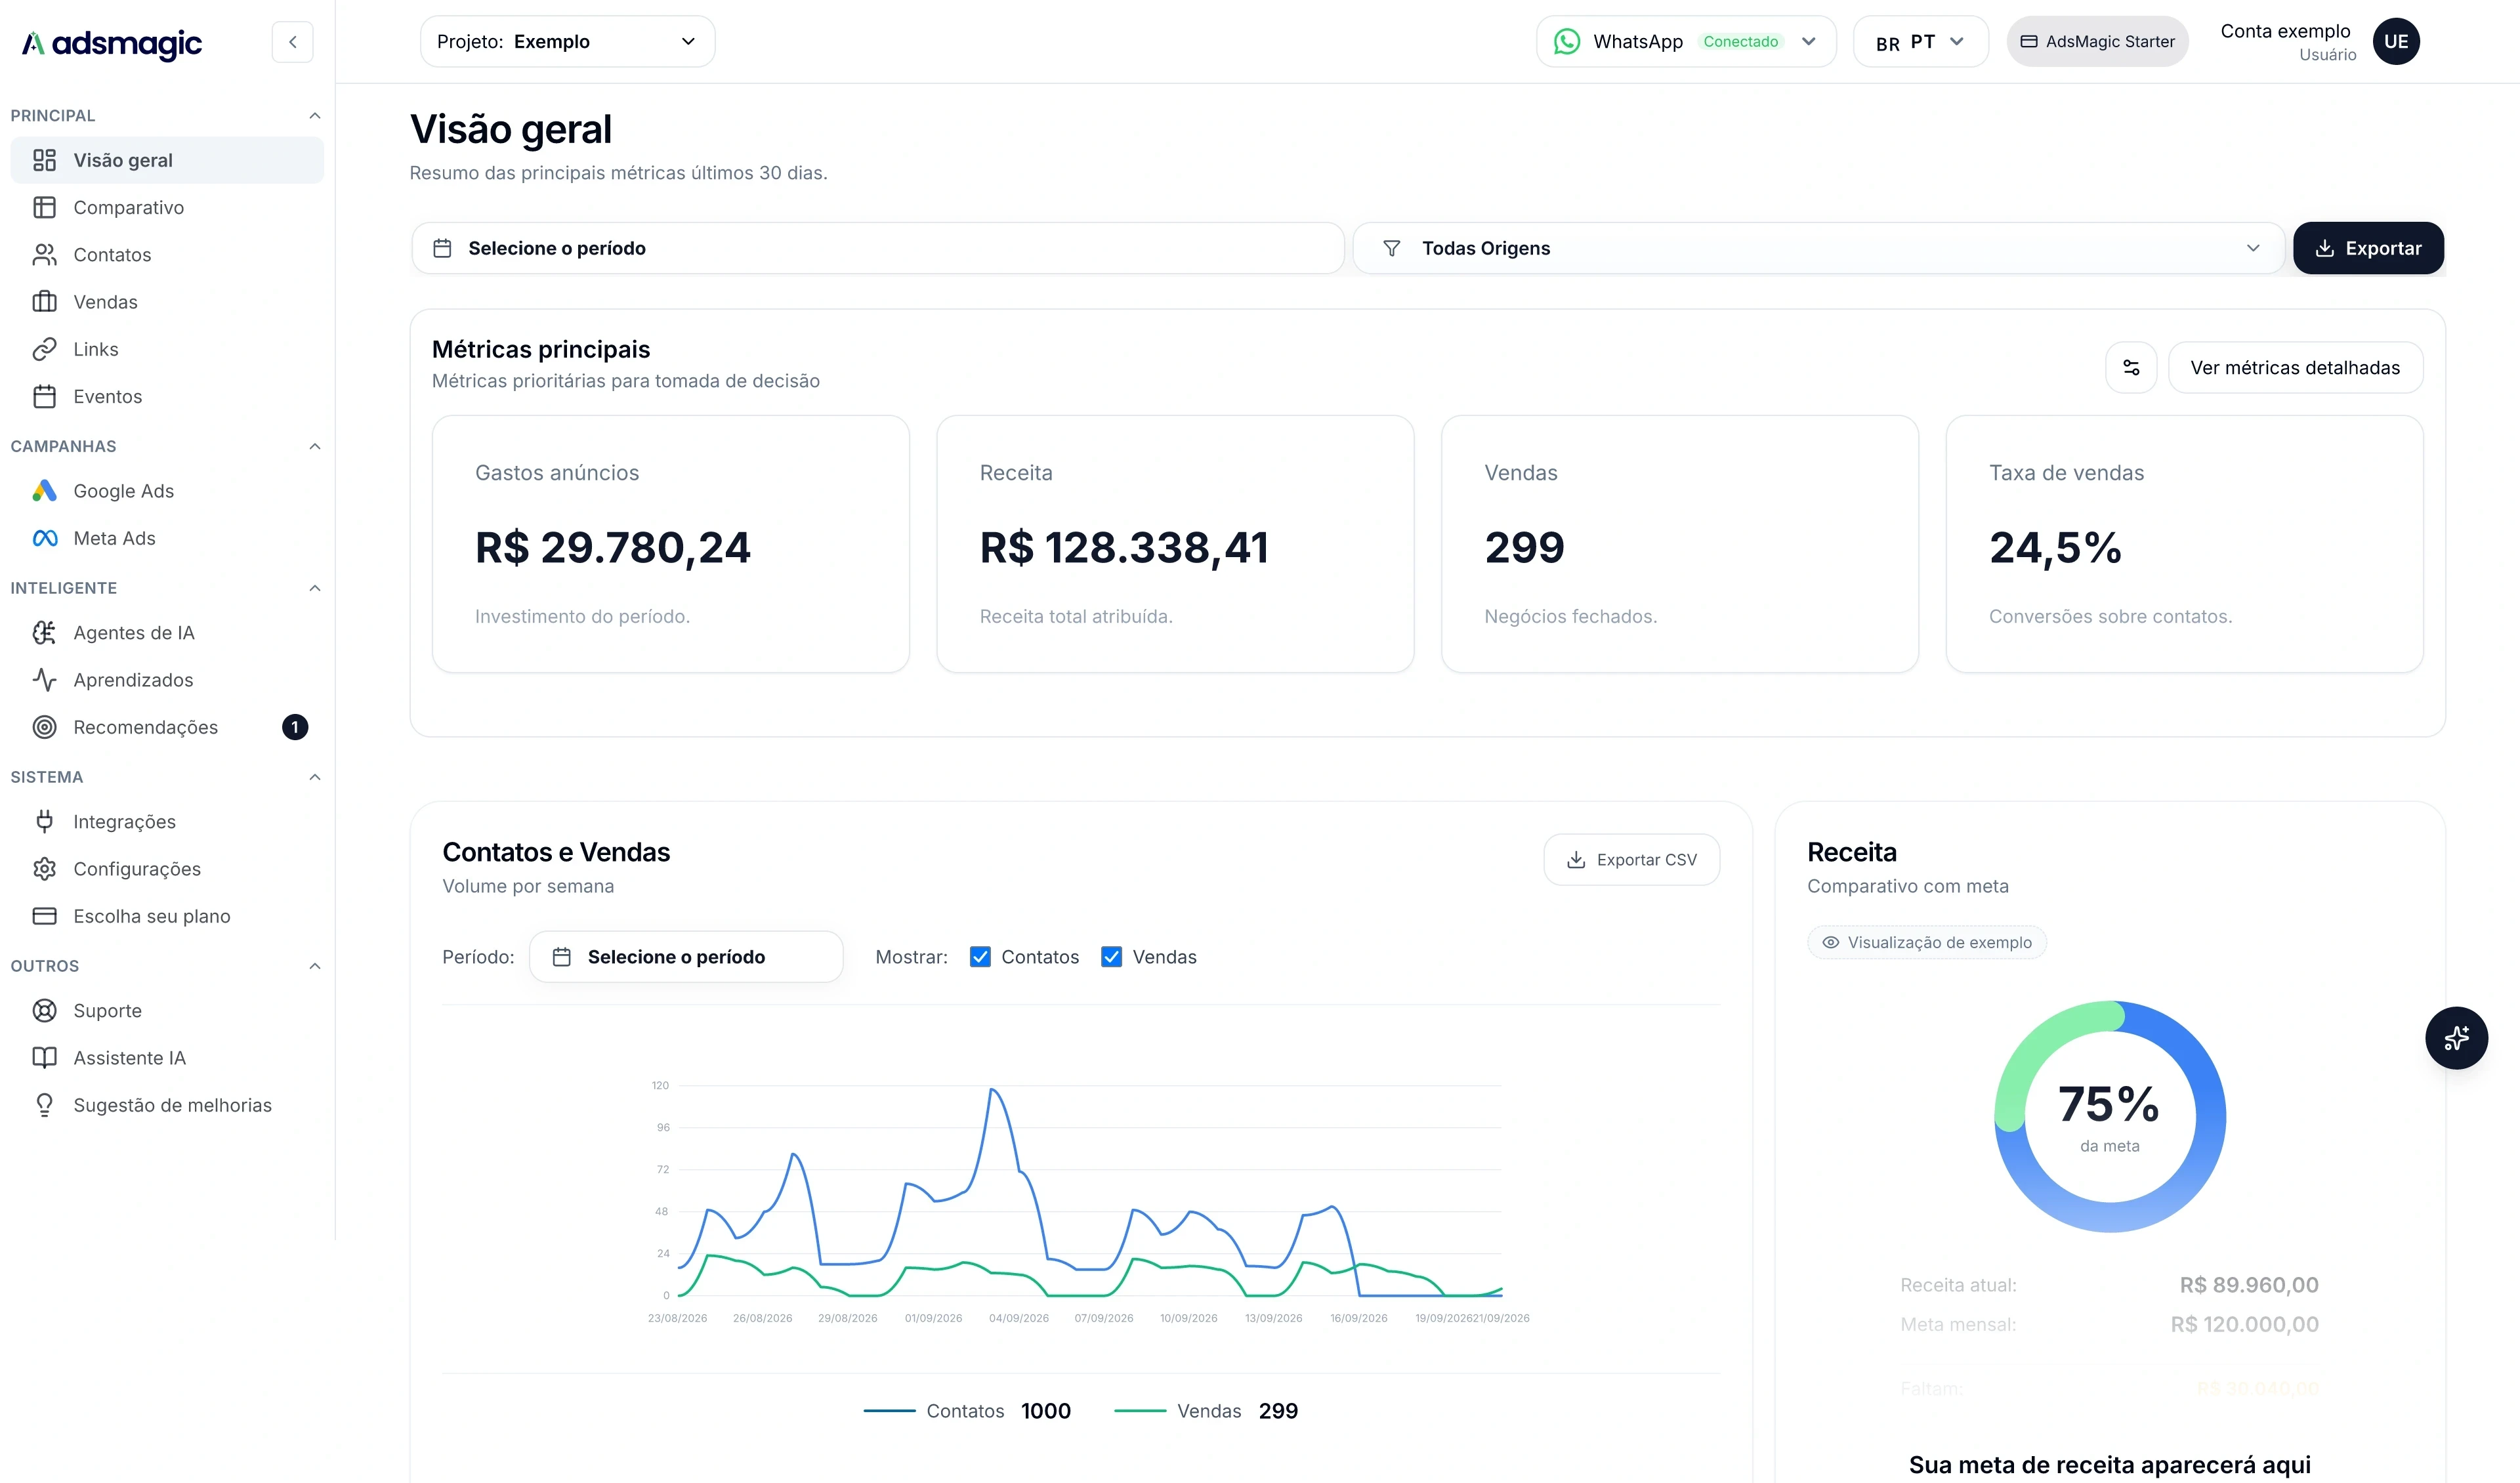 adsmagic
Projeto: Exemplo
WhatsApp Conectado
BR PT
AdsMagic Starter
Conta exemplo
Usuário
UE
PRINCIPAL
Visão geral
Comparativo
Contatos
Vendas
Links
Eventos
CAMPANHAS
Google Ads
Meta Ads
INTELIGENTE
Agentes de IA
Aprendizados
Recomendações 1
SISTEMA
Integrações
Configurações
Escolha seu plano
OUTROS
Suporte
Assistente IA
Sugestão de melhorias
Visão geral
Resumo das principais métricas últimos 30 dias.
Selecione o período
Todas Origens
Exportar
Métricas principais
Métricas prioritárias para tomada de decisão
Ver métricas detalhadas
Gastos anúncios
R$ 29.780,24
Investimento do período.
Receita
R$ 128.338,41
Receita total atribuída.
Vendas
299
Negócios fechados.
Taxa de vendas
24,5%
Conversões sobre contatos.
Contatos e Vendas
Volume por semana
Exportar CSV
Período: Selecione o período
Mostrar: Contatos Vendas
120
96
72
48
24
0
23/08/2026 26/08/2026 29/08/2026 01/09/2026 04/09/2026 07/09/2026 10/09/2026 13/09/2026 16/09/2026 19/09/2026 21/09/2026
Contatos 1000 Vendas 299
Receita
Comparativo com meta
Visualização de exemplo
75%
da meta
Receita atual: R$ 89.960,00
Meta mensal: R$ 120.000,00
Faltam: R$ 30.040,00
Sua meta de receita aparecerá aqui